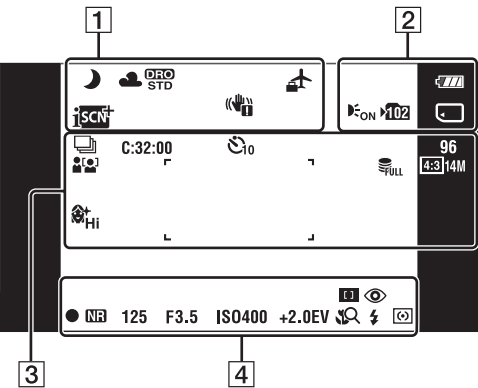 1 2
DRO
STD
iSCN+
ON 102
C:32:00 10 96
FULL 4:3 14M
Hi
NR 125 F3.5 ISO400 +2.0EV
3 4